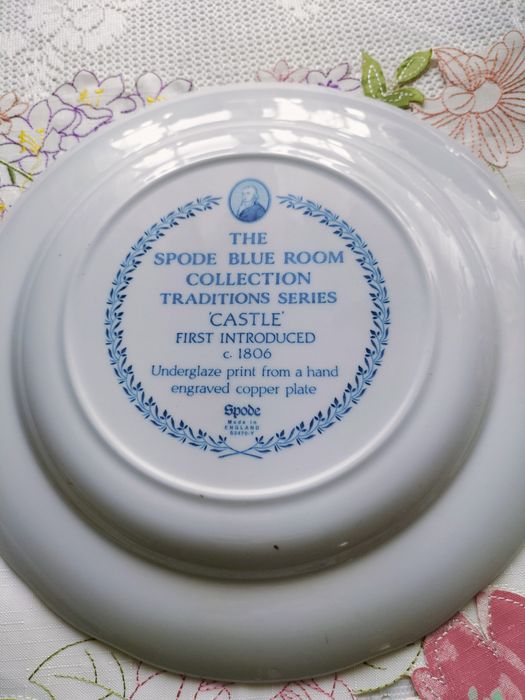 THE
SPODE BLUE ROOM
COLLECTION
TRADITIONS SERIES
'CASTLE'
FIRST INTRODUCED
c. 1806
Underglaze print from a hand
engraved copper plate
Spode
Made in
ENGLAND